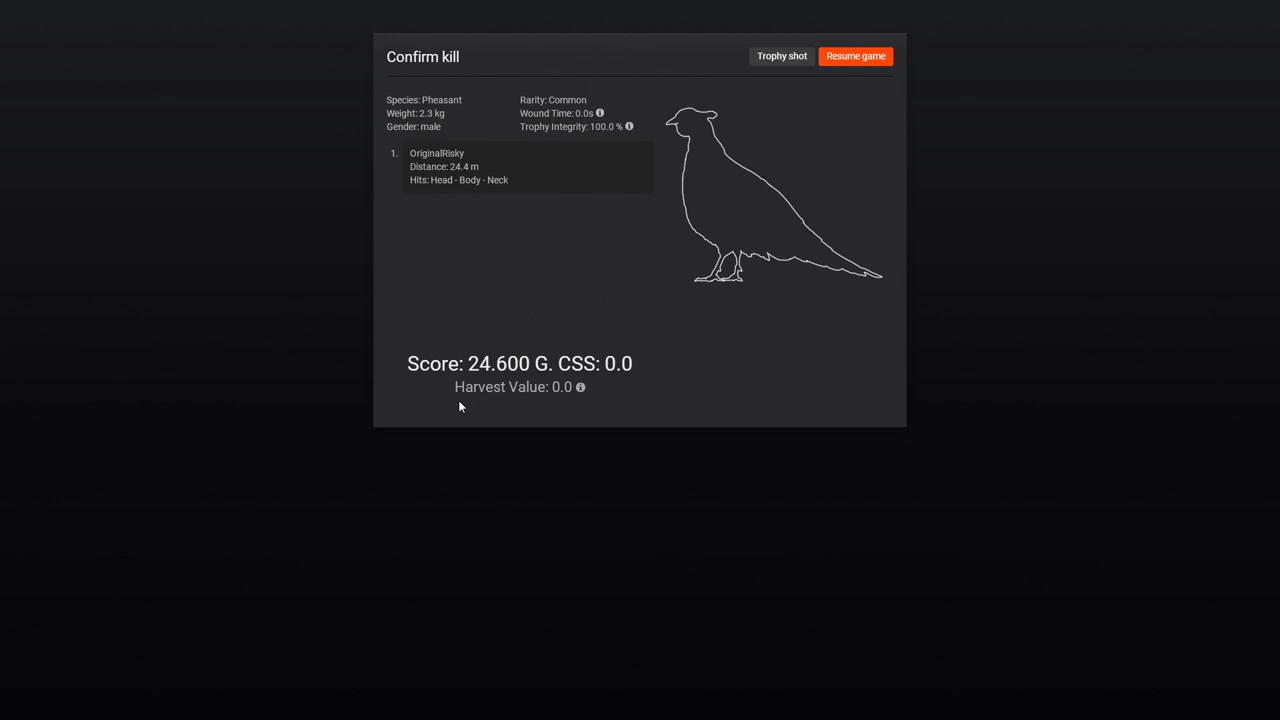 Confirm kill
Trophy shot
Resume game
Species: Pheasant
Weight: 2.3 kg
Gender: male
Rarity: Common
Wound Time: 0.0s
Trophy Integrity: 100.0 %
1. OriginalRisky
Distance: 24.4 m
Hits: Head - Body - Neck
Score: 24.600 G. CSS: 0.0
Harvest Value: 0.0